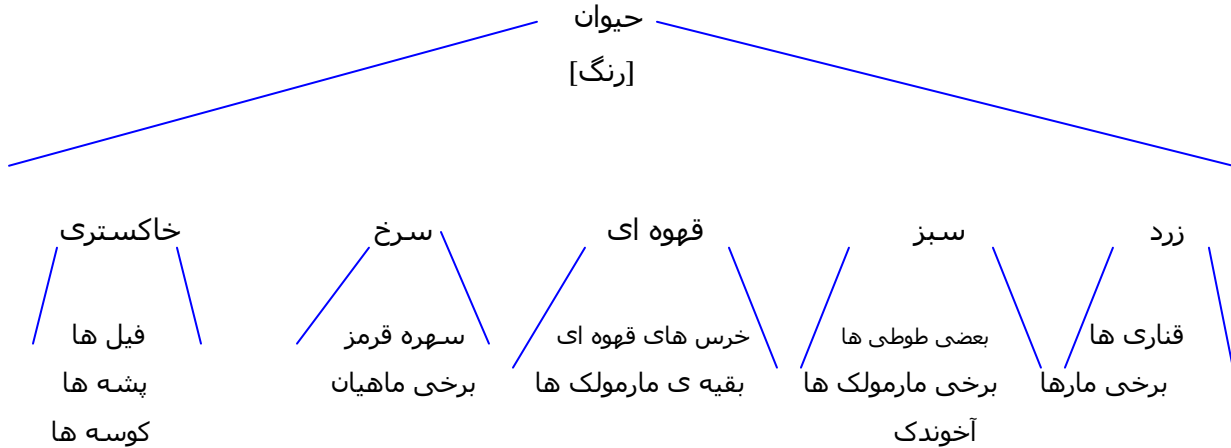 حیوان
[رنگ]
زرد
سبز
قهوه ای
سرخ
خاکستری
قناری ها
برخی مارها
بعضی طوطی ها
برخی مارمولک ها
آخوندک
خرس های قهوه ای
بقیه ی مارمولک ها
سهره قرمز
برخی ماهیان
فیل ها
پشه ها
کوسه ها